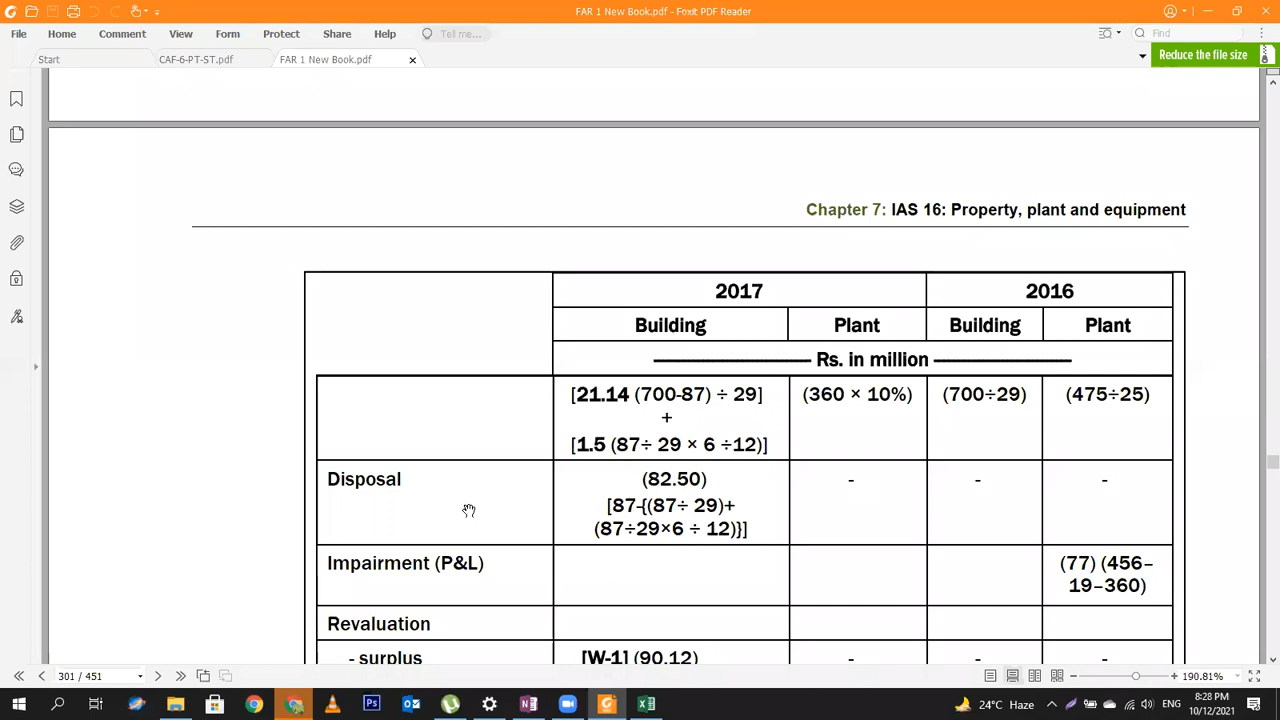 FAR 1 New Book.pdf - Foxit PDF Reader
File Home Comment View Form Protect Share Help Tell me... Find
Start CAF-6-PT-ST.pdf FAR 1 New Book.pdf Reduce the file size
Chapter 7: IAS 16: Property, plant and equipment
2017 2016
Building Plant Building Plant
Rs. in million
[21.14 (700-87) ÷ 29] (360 × 10%) (700÷29) (475÷25)
+
[1.5 (87÷ 29 × 6 ÷12)]
Disposal (82.50) - - -
[87-{(87÷ 29)+
(87÷29×6 ÷ 12)}]
Impairment (P&L) (77) (456–
19–360)
Revaluation
- surplus [W-1] (90.12) - - -
301 / 451 190.81%
24°C Haze ENG 8:28 PM
10/12/2021